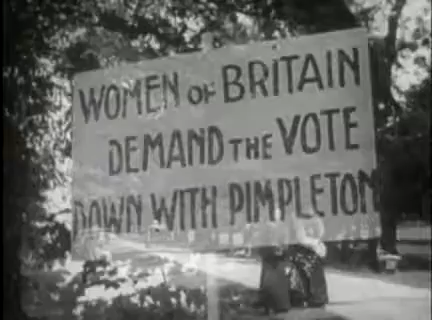 WOMEN OF BRITAIN
DEMAND THE VOTE
DOWN WITH PIMPLETON